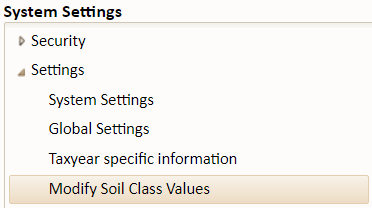 System Settings
Security
Settings
System Settings
Global Settings
Taxyear specific information
Modify Soil Class Values